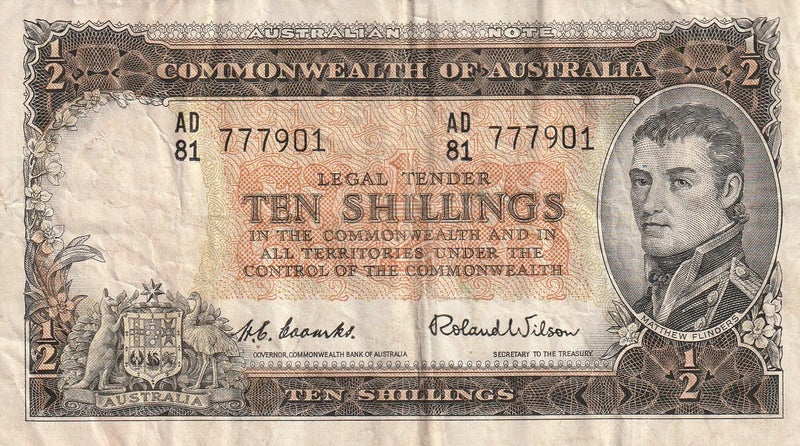 AUSTRALIAN NOTE
1/2 COMMONWEALTH OF AUSTRALIA 1/2
AD 81 777901 AD 81 777901
LEGAL TENDER
TEN SHILLINGS
IN THE COMMONWEALTH AND IN
ALL TERRITORIES UNDER THE
CONTROL OF THE COMMONWEALTH
MATTHEW FLINDERS
H.C. Coombs. Roland Wilson
GOVERNOR, COMMONWEALTH BANK OF AUSTRALIA SECRETARY TO THE TREASURY
1/2 1/2
AUSTRALIA TEN SHILLINGS